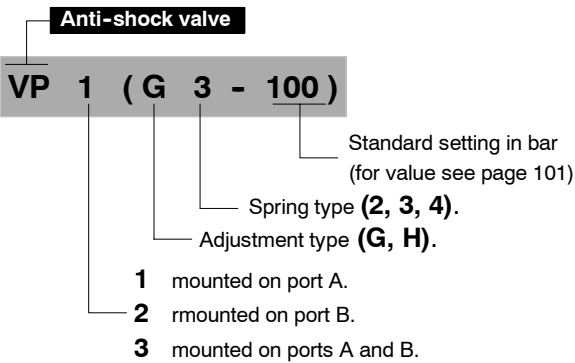 Anti-shock valve
VP 1 ( G 3 - 100 )
Standard setting in bar
(for value see page 101)
Spring type (2, 3, 4).
Adjustment type (G, H).
1 mounted on port A.
2 rmounted on port B.
3 mounted on ports A and B.